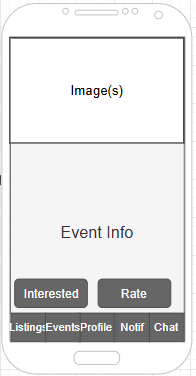 Image(s)
Event Info
Interested Rate
Listings Events Profile Notif Chat